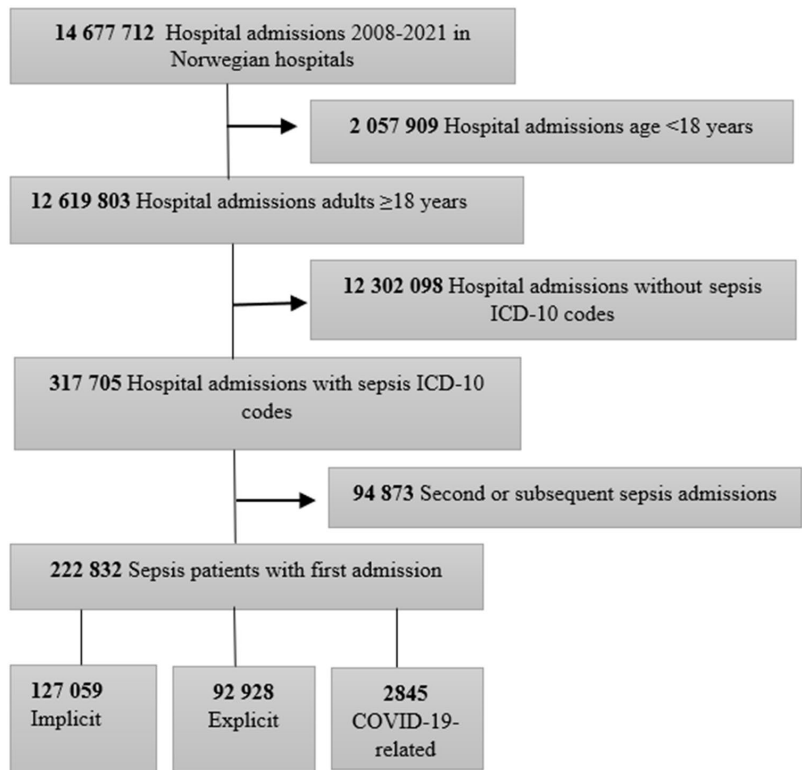 14 677 712 Hospital admissions 2008-2021 in
Norwegian hospitals
2 057 909 Hospital admissions age <18 years
12 619 803 Hospital admissions adults ≥18 years
12 302 098 Hospital admissions without sepsis
ICD-10 codes
317 705 Hospital admissions with sepsis ICD-10
codes
94 873 Second or subsequent sepsis admissions
222 832 Sepsis patients with first admission
127 059
Implicit
92 928
Explicit
2845
COVID-19-
related